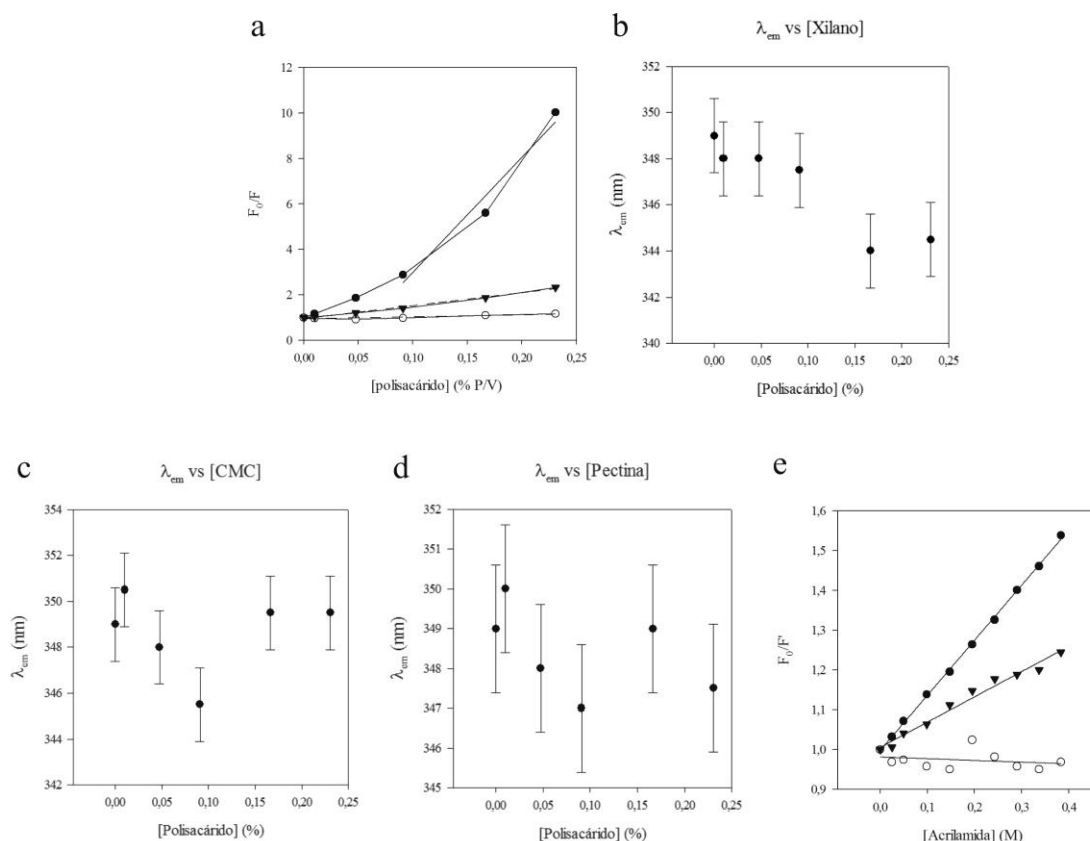 a
12
10
8
6
4
2
0
F₀/F
0,00 0,05 0,10 0,15 0,20 0,25
[polisacárido] (% P/V)
b
λem vs [Xilano]
352
350
348
346
344
342
340
λem (nm)
0,00 0,05 0,10 0,15 0,20 0,25
[Polisacárido] (%)
c
λem vs [CMC]
354
352
350
348
346
344
342
λem (nm)
0,00 0,05 0,10 0,15 0,20 0,25
[Polisacárido] (%)
d
λem vs [Pectina]
352
351
350
349
348
347
346
345
λem (nm)
0,00 0,05 0,10 0,15 0,20 0,25
[Polisacárido] (%)
e
1,6
1,5
1,4
1,3
1,2
1,1
1,0
0,9
F₀/F'
0,0 0,1 0,2 0,3 0,4
[Acrilamida] (M)